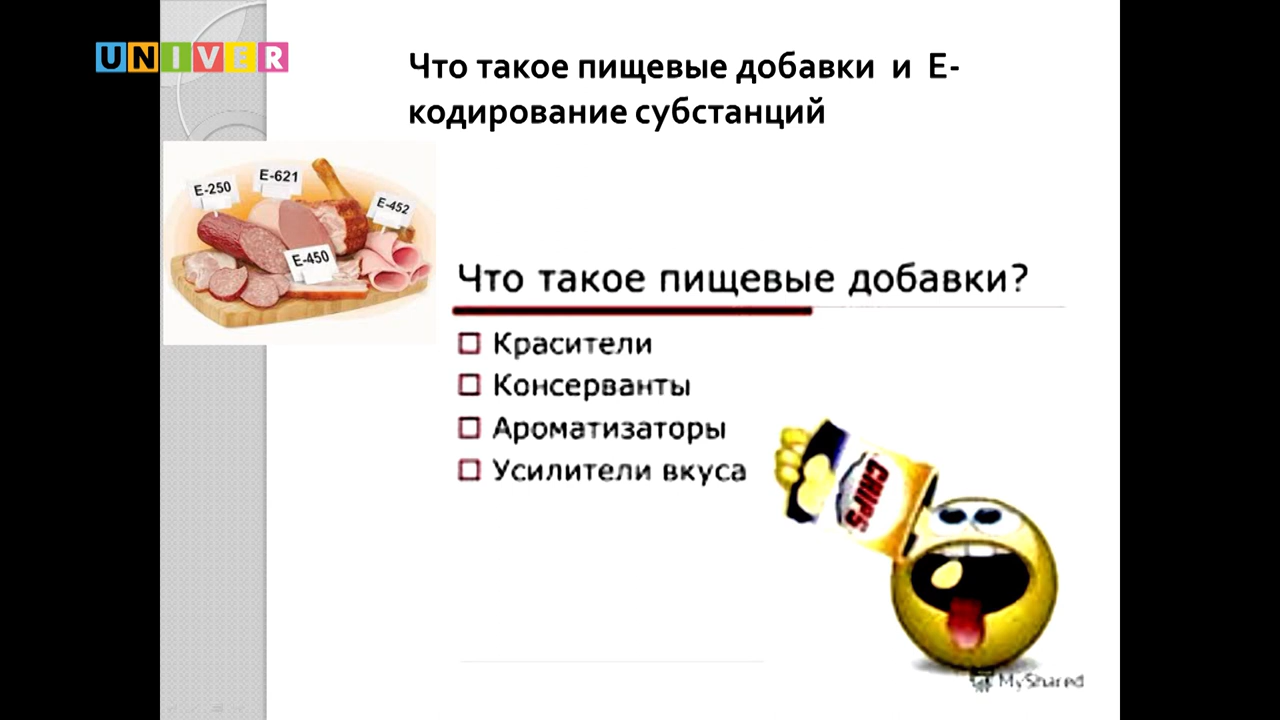 UNIVER
Что такое пищевые добавки и Е-
кодирование субстанций
E-250
E-621
E-452
E-450
Что такое пищевые добавки?
Красители
Консерванты
Ароматизаторы
Усилители вкуса
CHIPS
MyShared